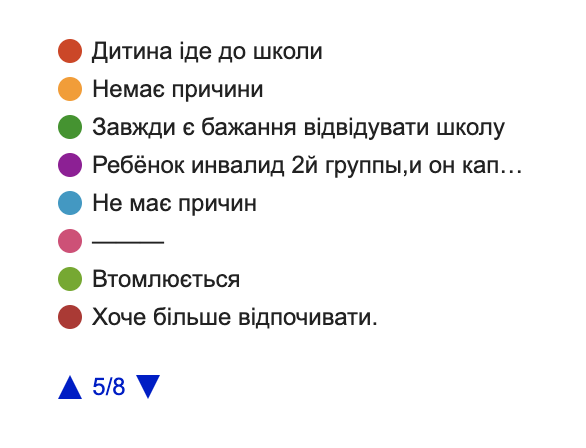 Дитина іде до школи
Немає причини
Завжди є бажання відвідувати школу
Ребёнок инвалид 2й группы,и он кап…
Не має причин
———
Втомлюється
Хоче більше відпочивати.
▲ 5/8 ▼